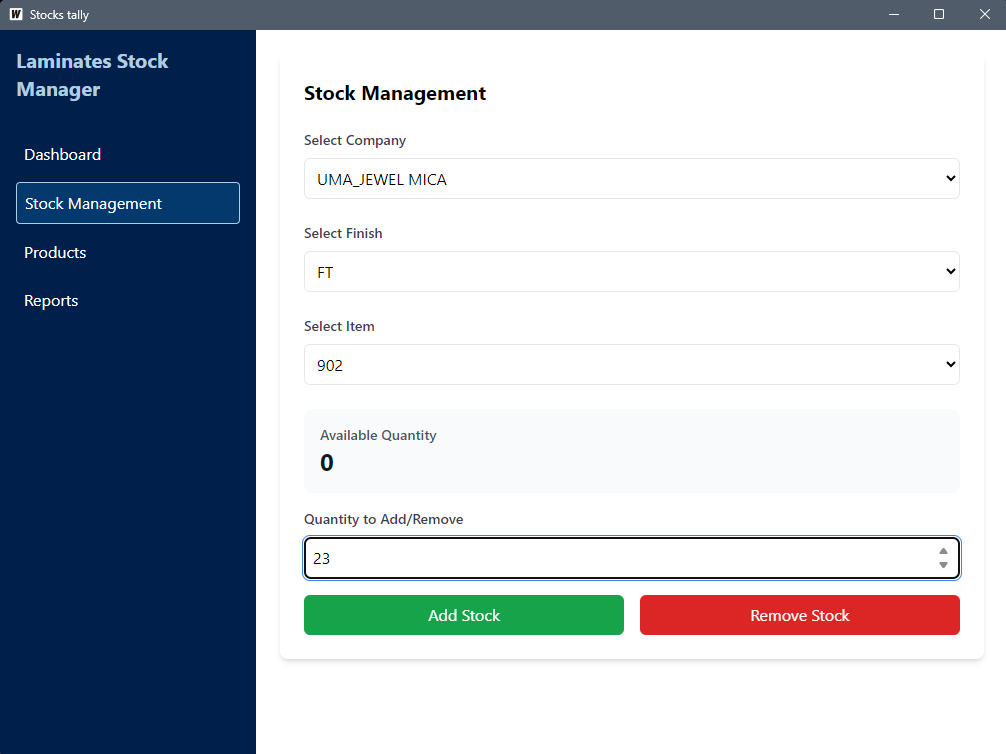 W Stocks tally
Laminates Stock
Manager
Dashboard
Stock Management
Products
Reports
Stock Management
Select Company
UMA_JEWEL MICA
Select Finish
FT
Select Item
902
Available Quantity
0
Quantity to Add/Remove
23
Add Stock
Remove Stock